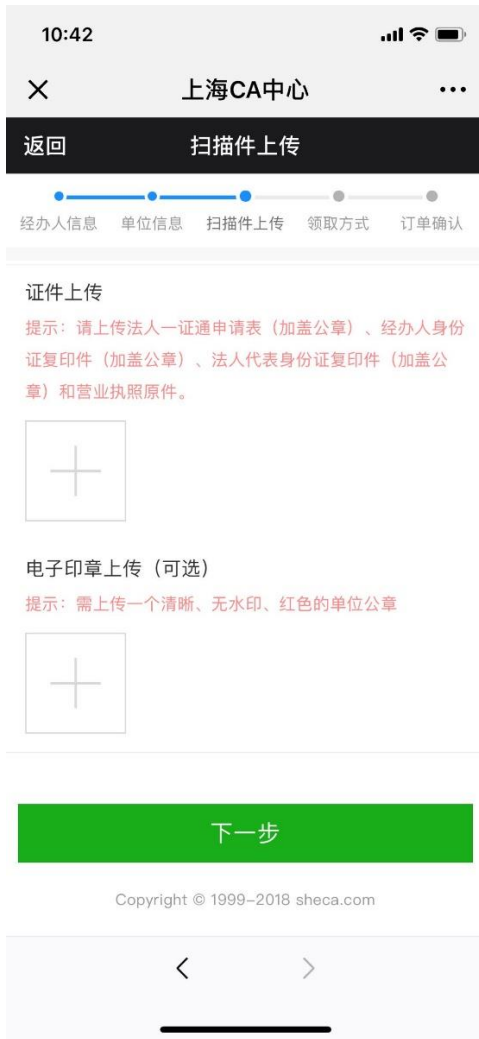 10:42
上海CA中心
返回 扫描件上传
经办人信息 单位信息 扫描件上传 领取方式 订单确认
证件上传
提示：请上传法人一证通申请表（加盖公章）、经办人身份
证复印件（加盖公章）、法人代表身份证复印件（加盖公
章）和营业执照原件。
电子印章上传（可选）
提示：需上传一个清晰、无水印、红色的单位公章
下一步
Copyright © 1999-2018 sheca.com